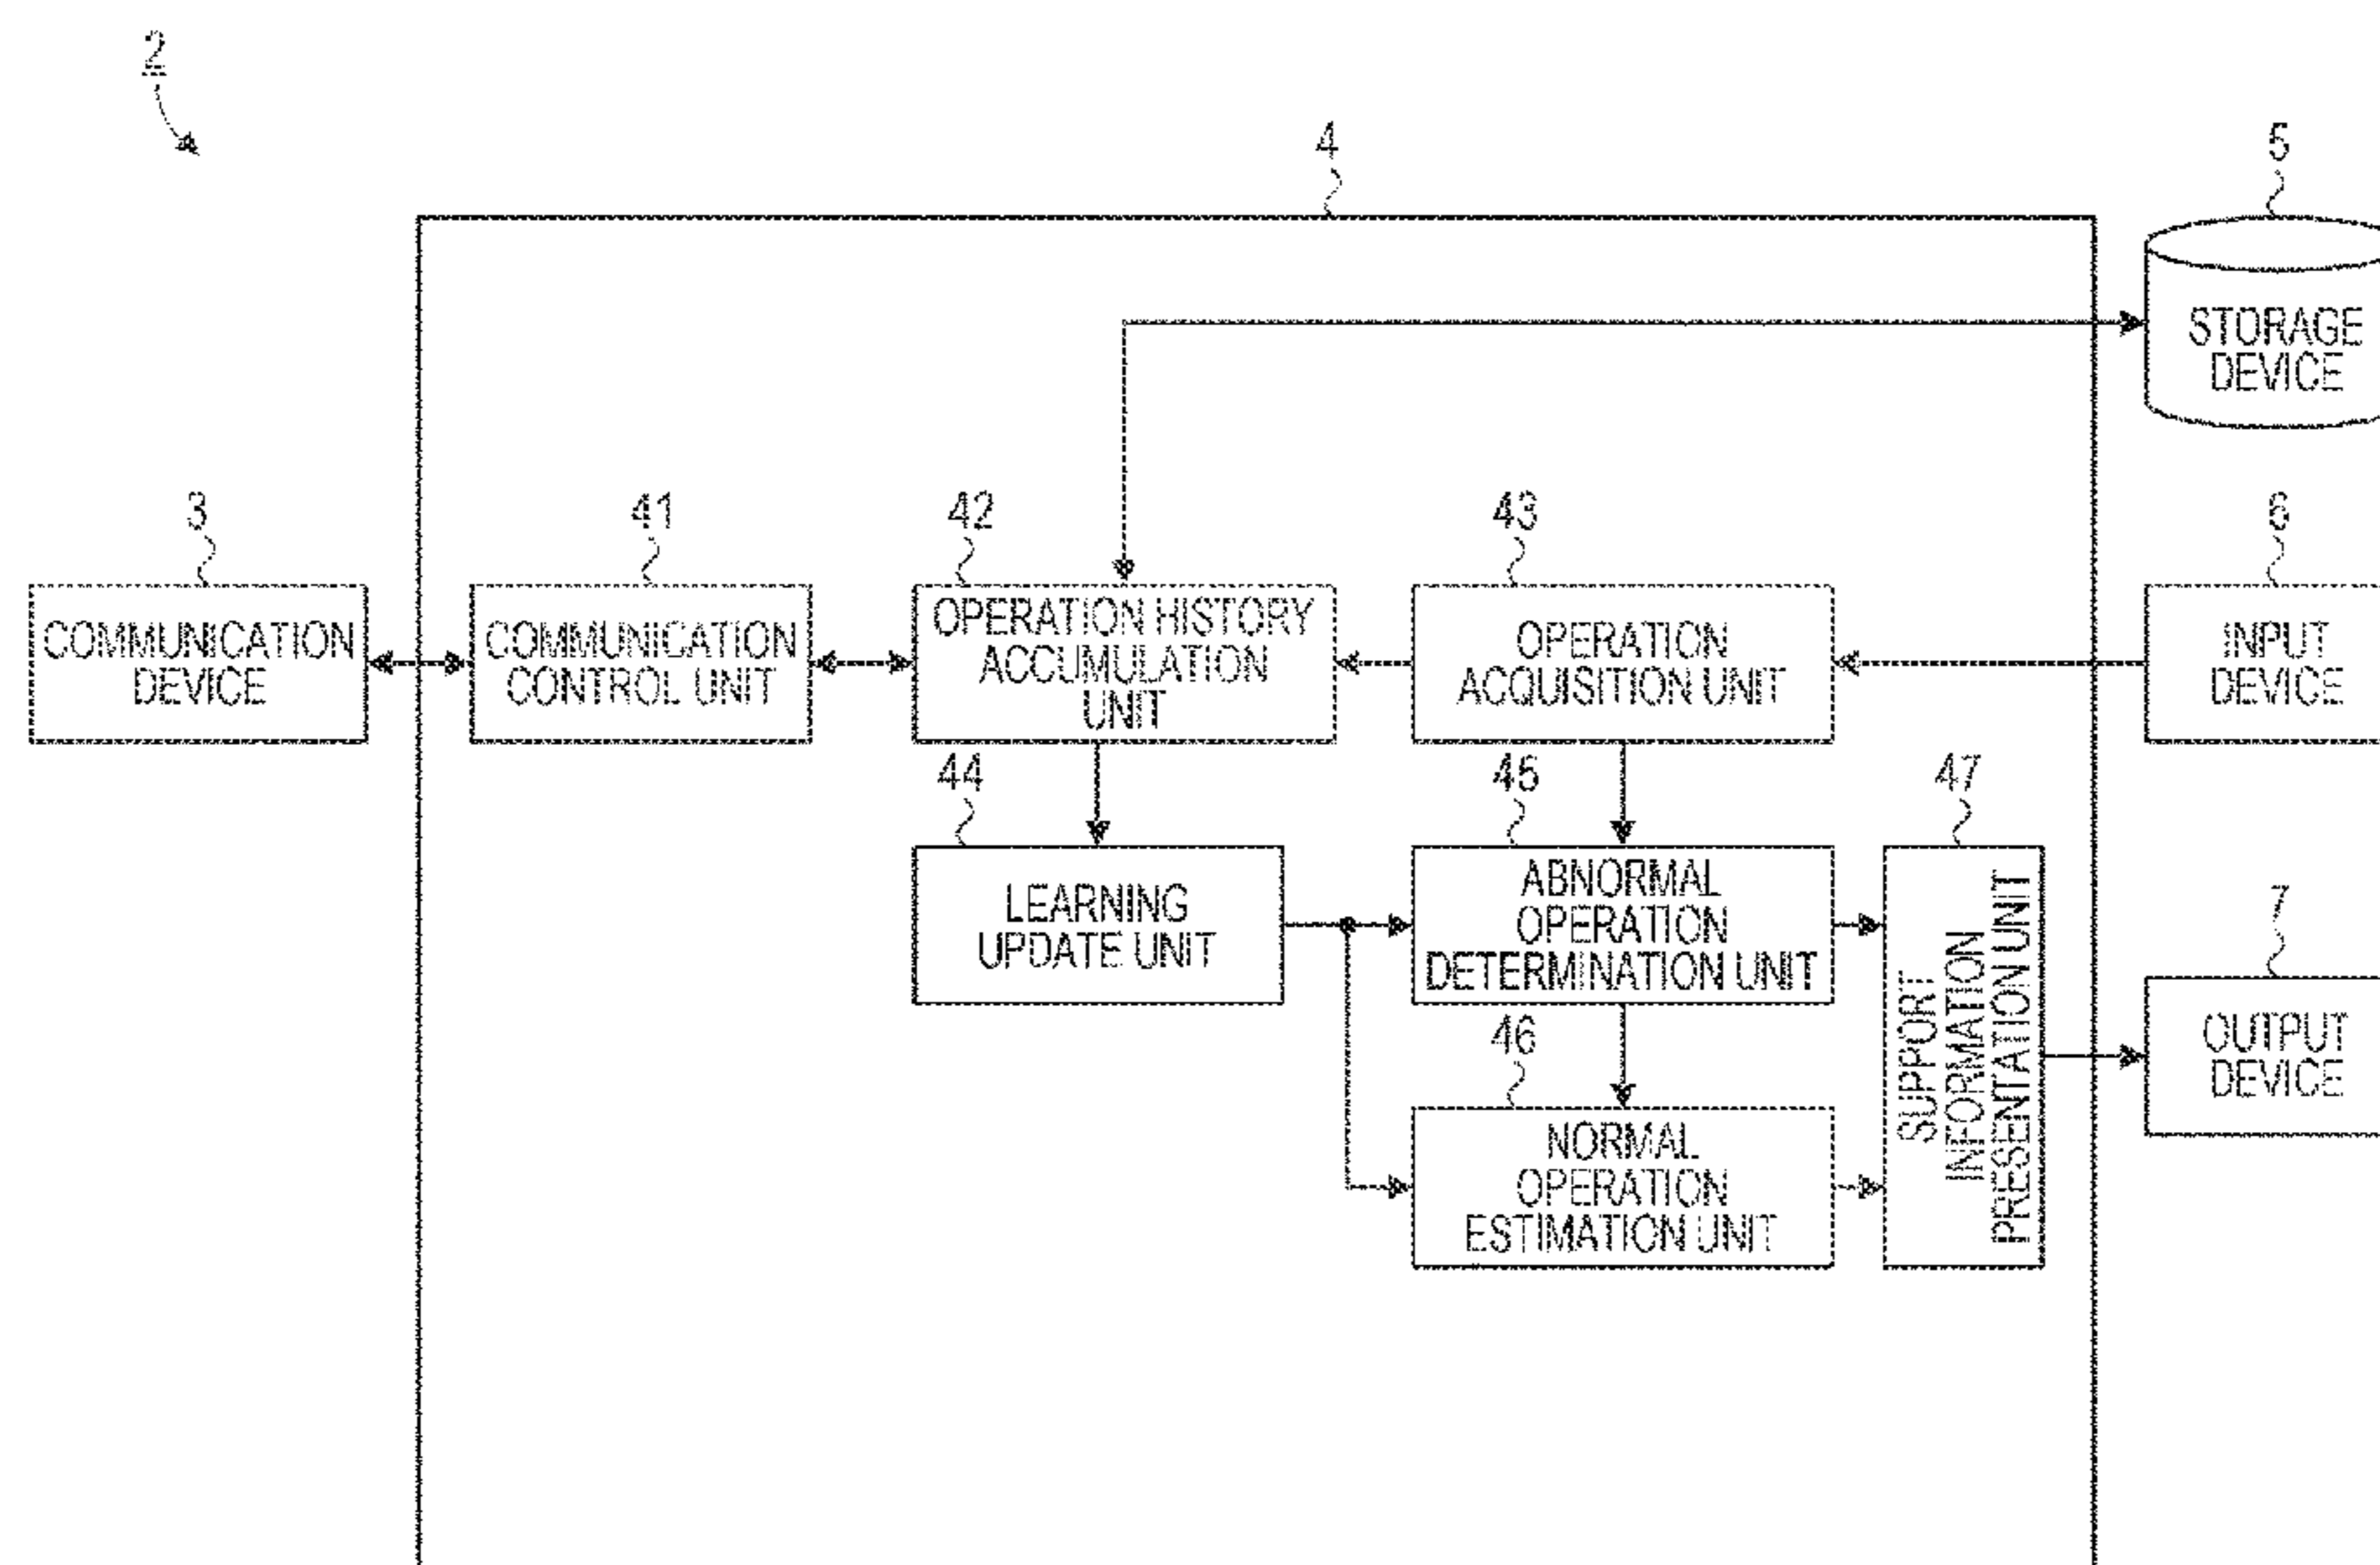 2
4
5
STORAGE
DEVICE
3
41
42
43
6
COMMUNICATION
DEVICE
COMMUNICATION
CONTROL UNIT
OPERATION HISTORY
ACCUMULATION
UNIT
OPERATION
ACQUISITION UNIT
INPUT
DEVICE
44
45
47
LEARNING
UPDATE UNIT
ABNORMAL
OPERATION
DETERMINATION UNIT
SUPPORT
INFORMATION
PRESENTATION UNIT
7
OUTPUT
DEVICE
46
NORMAL
OPERATION
ESTIMATION UNIT